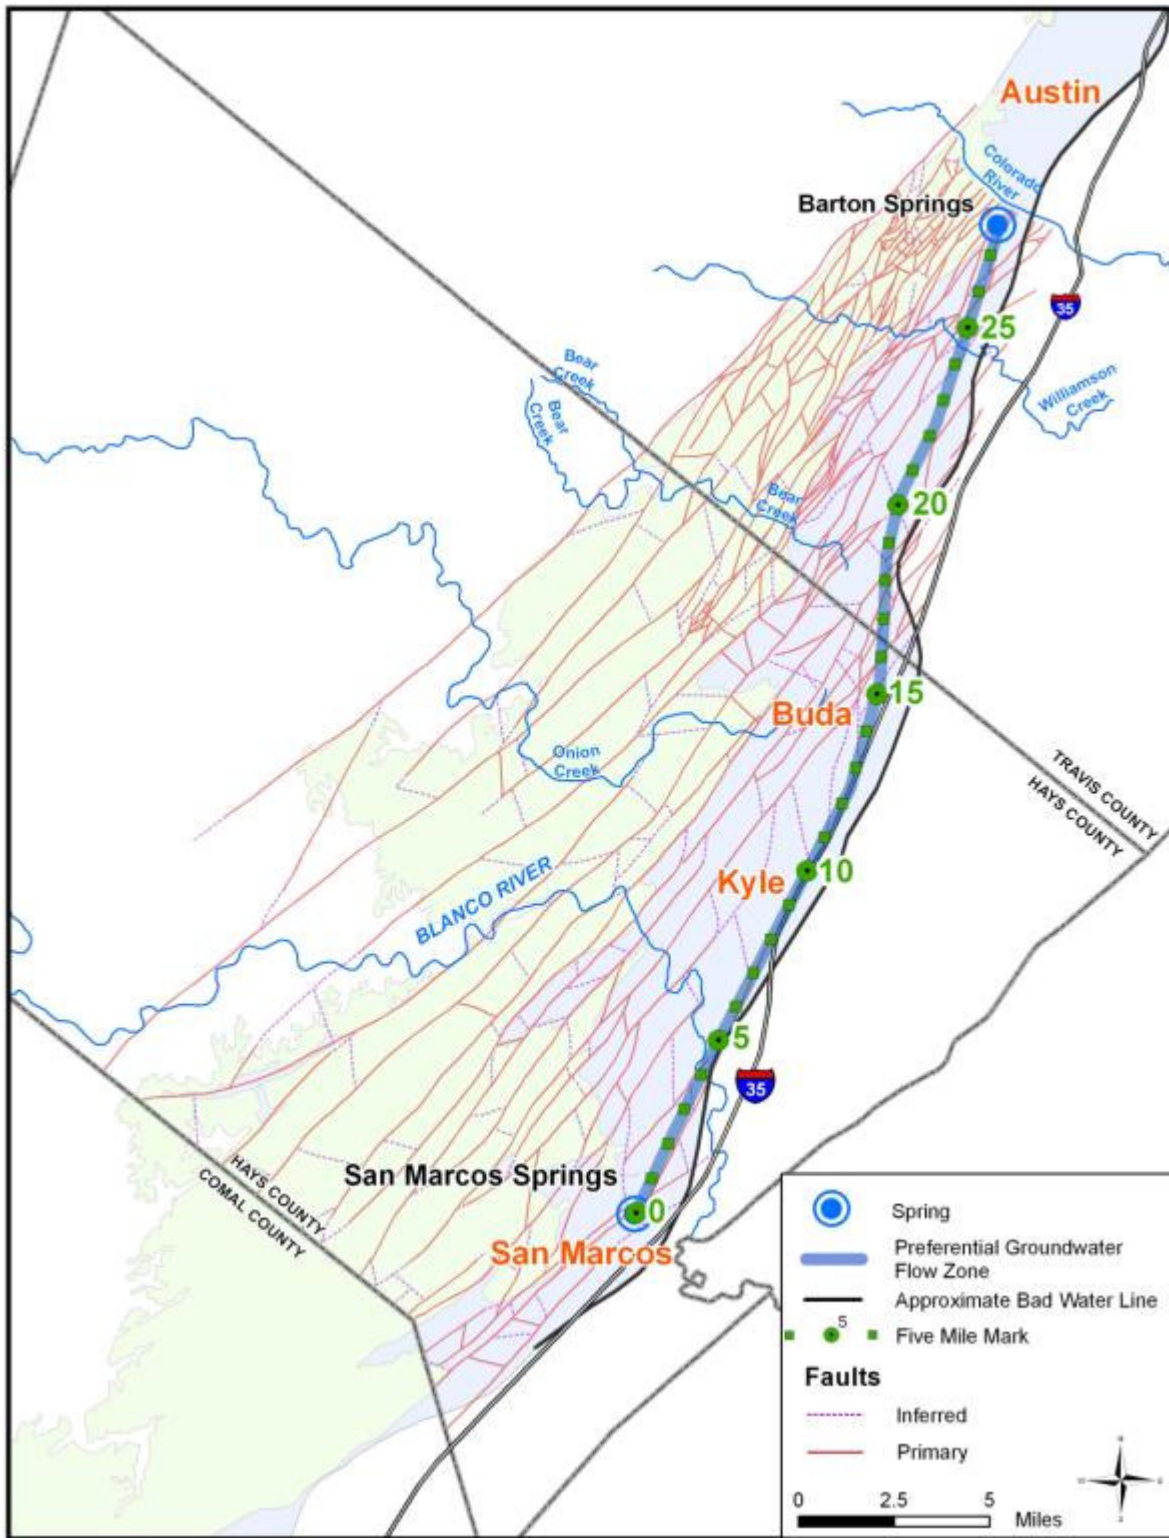 Austin
Colorado
River
Barton Springs
35
25
Williamson
Creek
Bear
Creek
Bear
Creek
20
Bear
Creek
15
Buda
Onion
Creek
TRAVIS COUNTY
HAYS COUNTY
10
Kyle
BLANCO RIVER
5
35
San Marcos Springs
HAYS COUNTY
COMAL COUNTY
0
San Marcos
Spring
Preferential Groundwater
Flow Zone
Approximate Bad Water Line
5
Five Mile Mark
Faults
Inferred
Primary
N
W
E
S
0 2.5 5
Miles